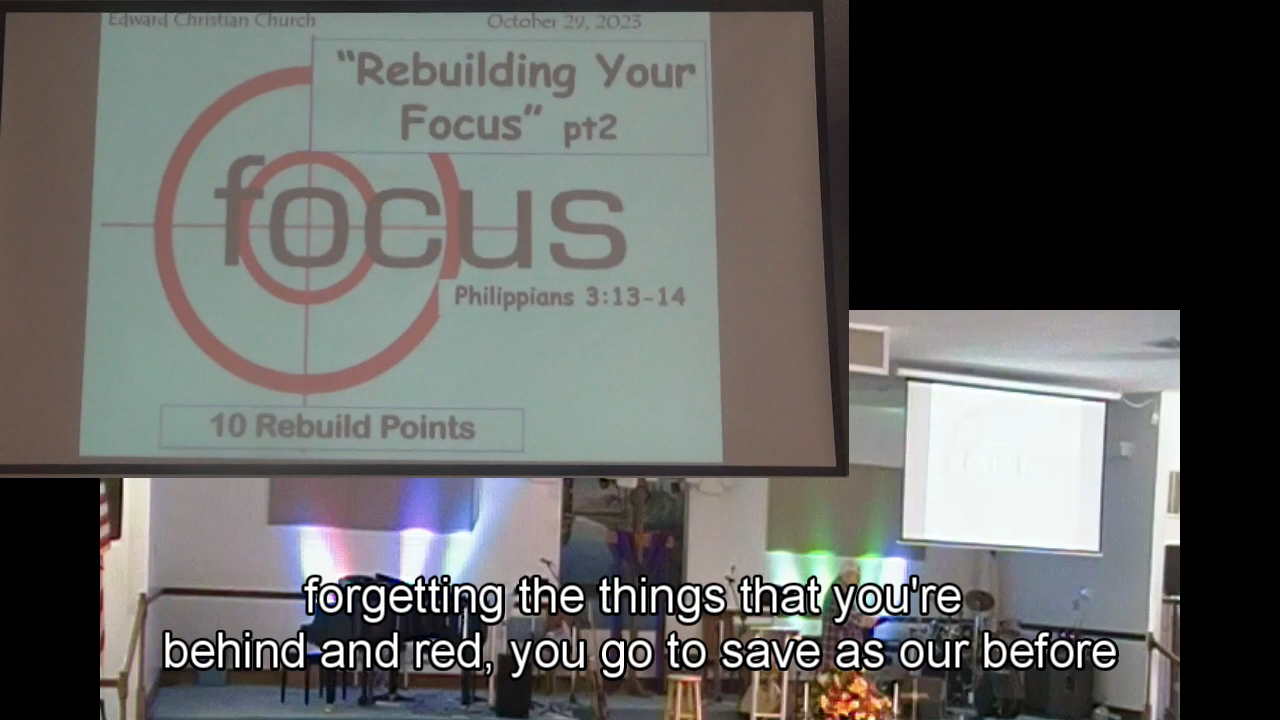 Edward Christian Church
October 29, 2023
“Rebuilding Your
Focus” pt2
focus
Philippians 3:13-14
10 Rebuild Points
forgetting the things that you're
behind and red, you go to save as our before